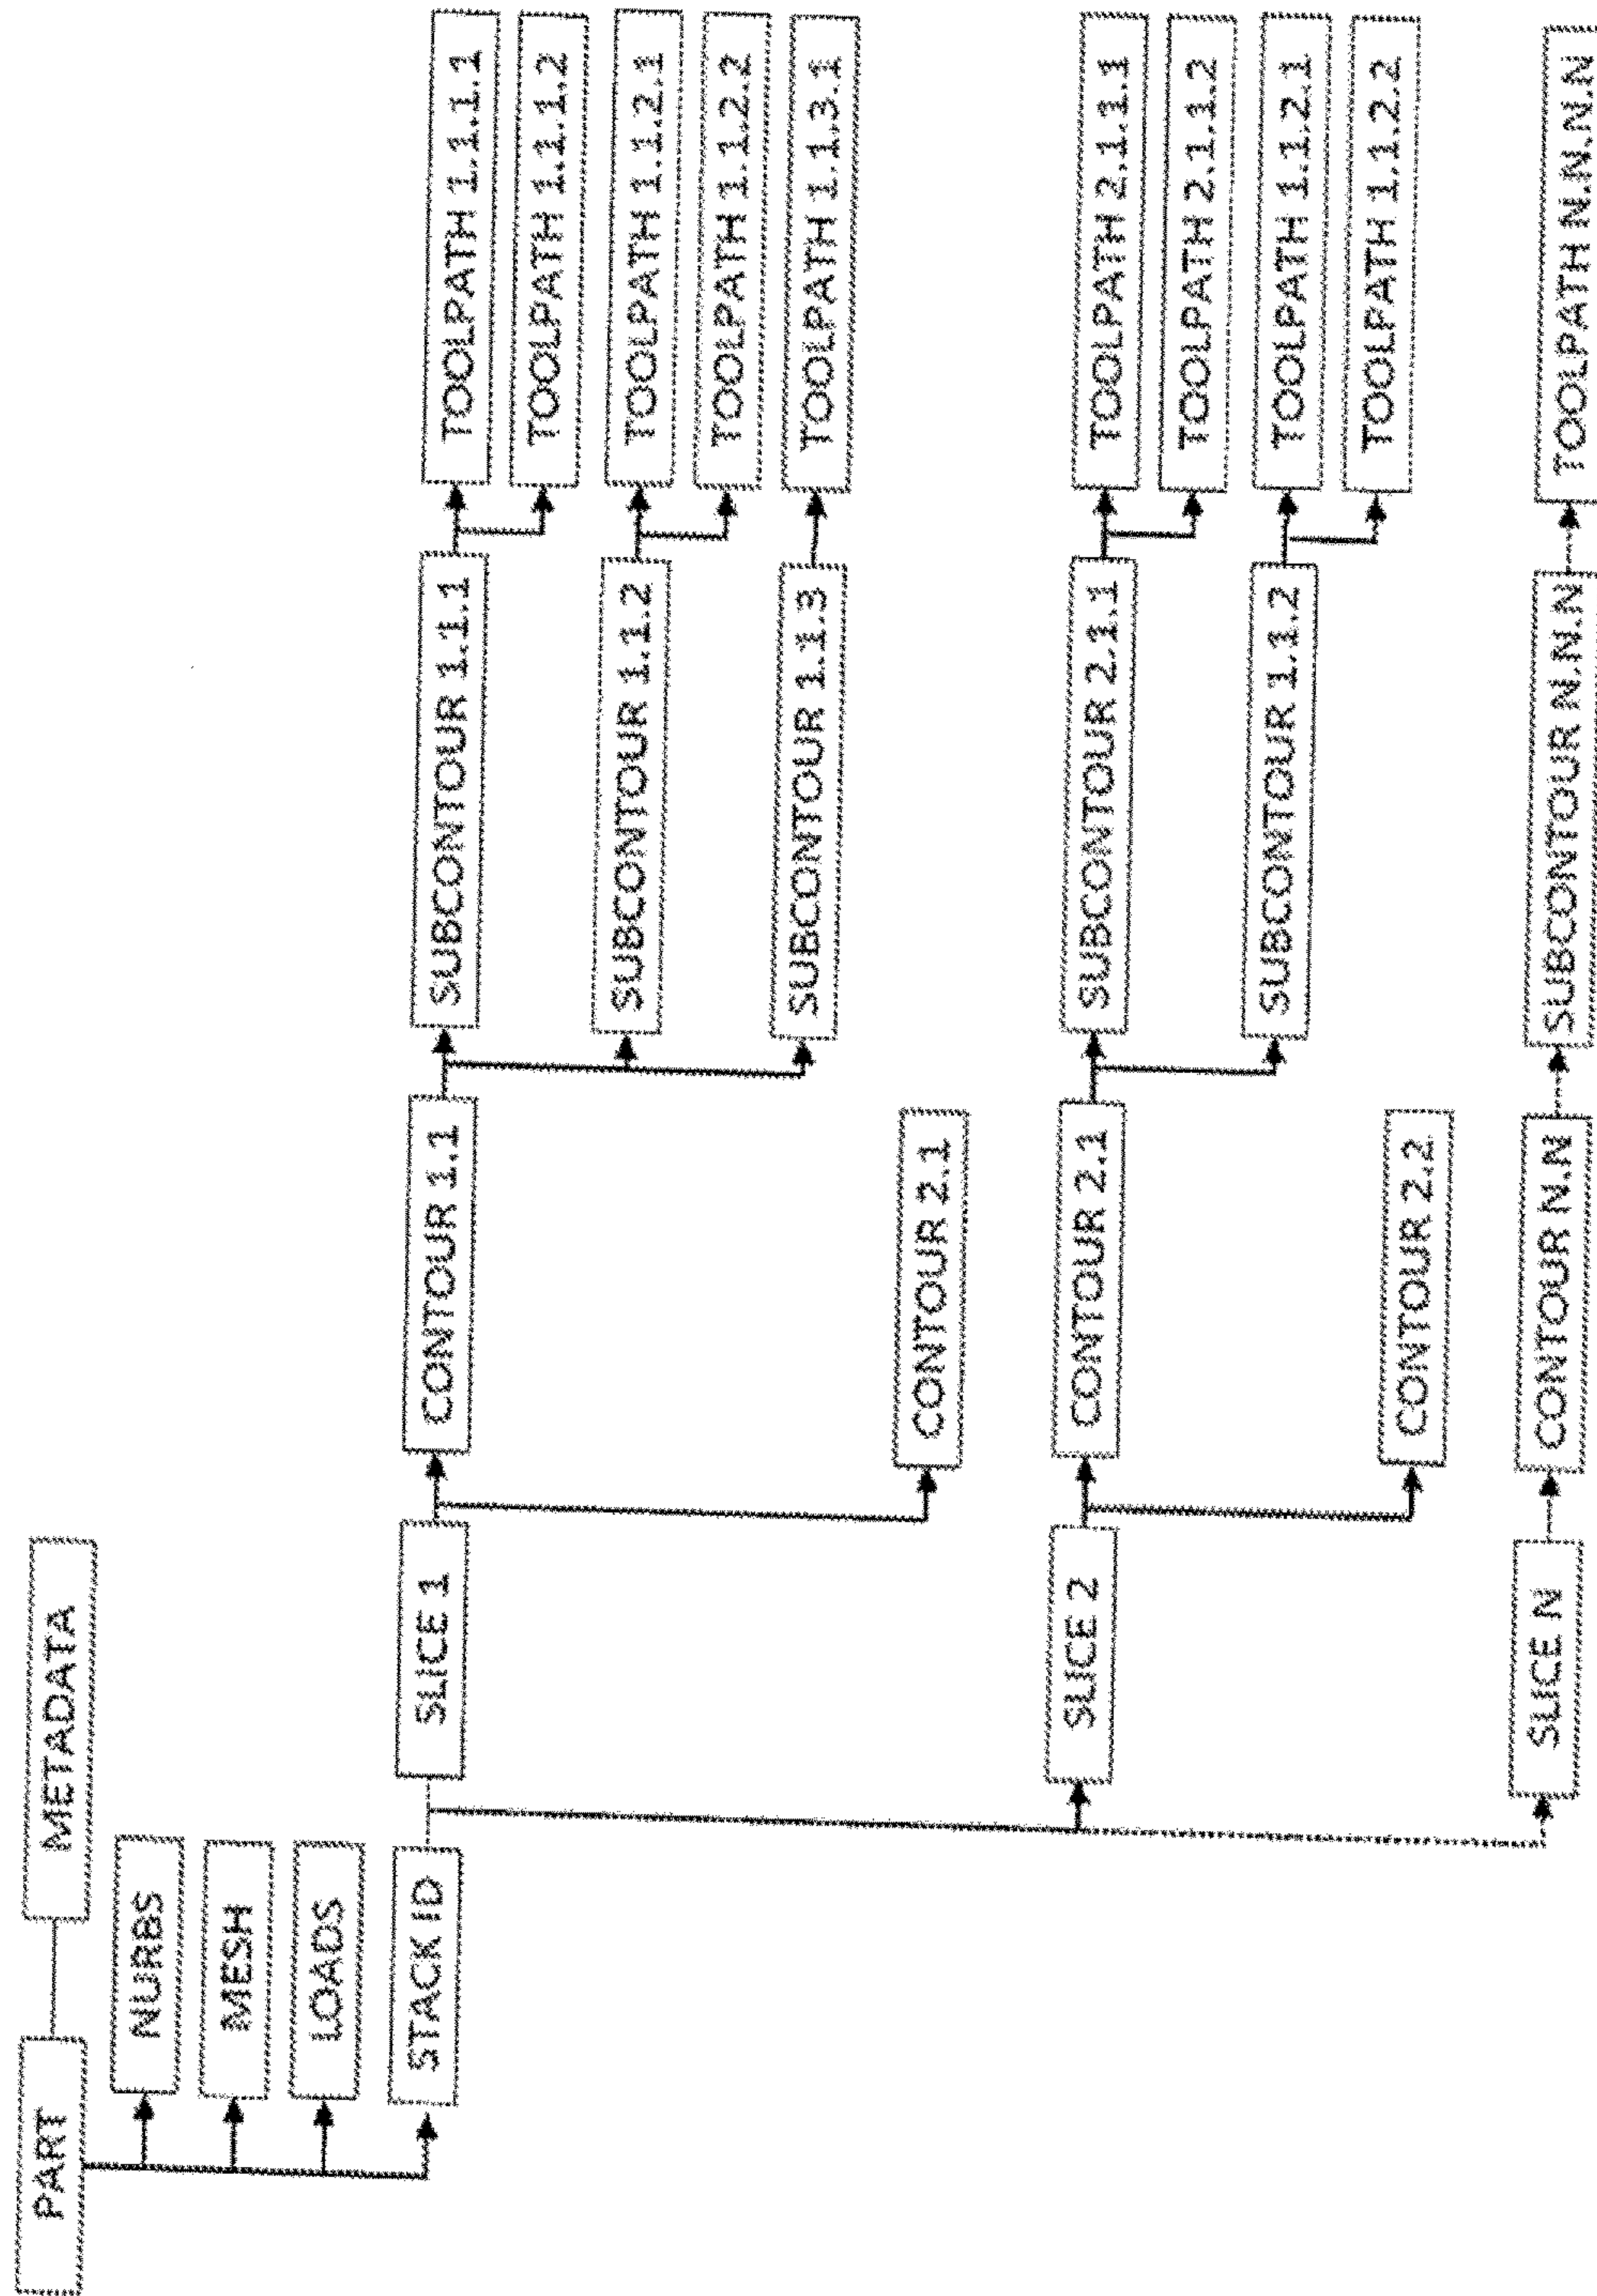 PART
METADATA
NURBS
MESH
LOADS
STACK ID
SLICE 1
CONTOUR 1.1
SUBCONTOUR 1.1.1
TOOLPATH 1.1.1.1
TOOLPATH 1.1.1.2
SUBCONTOUR 1.1.2
TOOLPATH 1.1.2.1
TOOLPATH 1.1.2.2
SUBCONTOUR 1.1.3
TOOLPATH 1.1.3.1
CONTOUR 2.1
SLICE 2
CONTOUR 2.1
SUBCONTOUR 2.1.1
TOOLPATH 2.1.1.1
TOOLPATH 2.1.1.2
SUBCONTOUR 1.1.2
TOOLPATH 1.1.2.1
TOOLPATH 1.1.2.2
CONTOUR 2.2
SLICE N
CONTOUR N.N
SUBCONTOUR N.N.N
TOOLPATH N.N.N.N